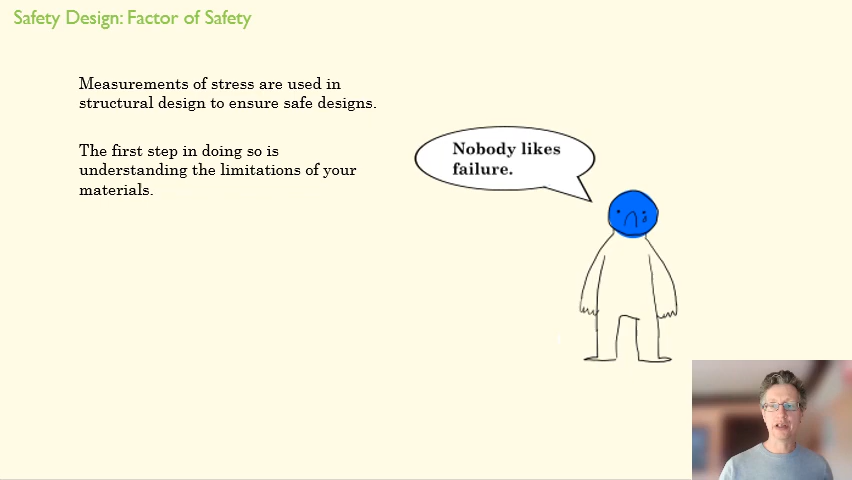 Safety Design: Factor of Safety
Measurements of stress are used in
structural design to ensure safe designs.
The first step in doing so is
understanding the limitations of your
materials.
Nobody likes
failure.